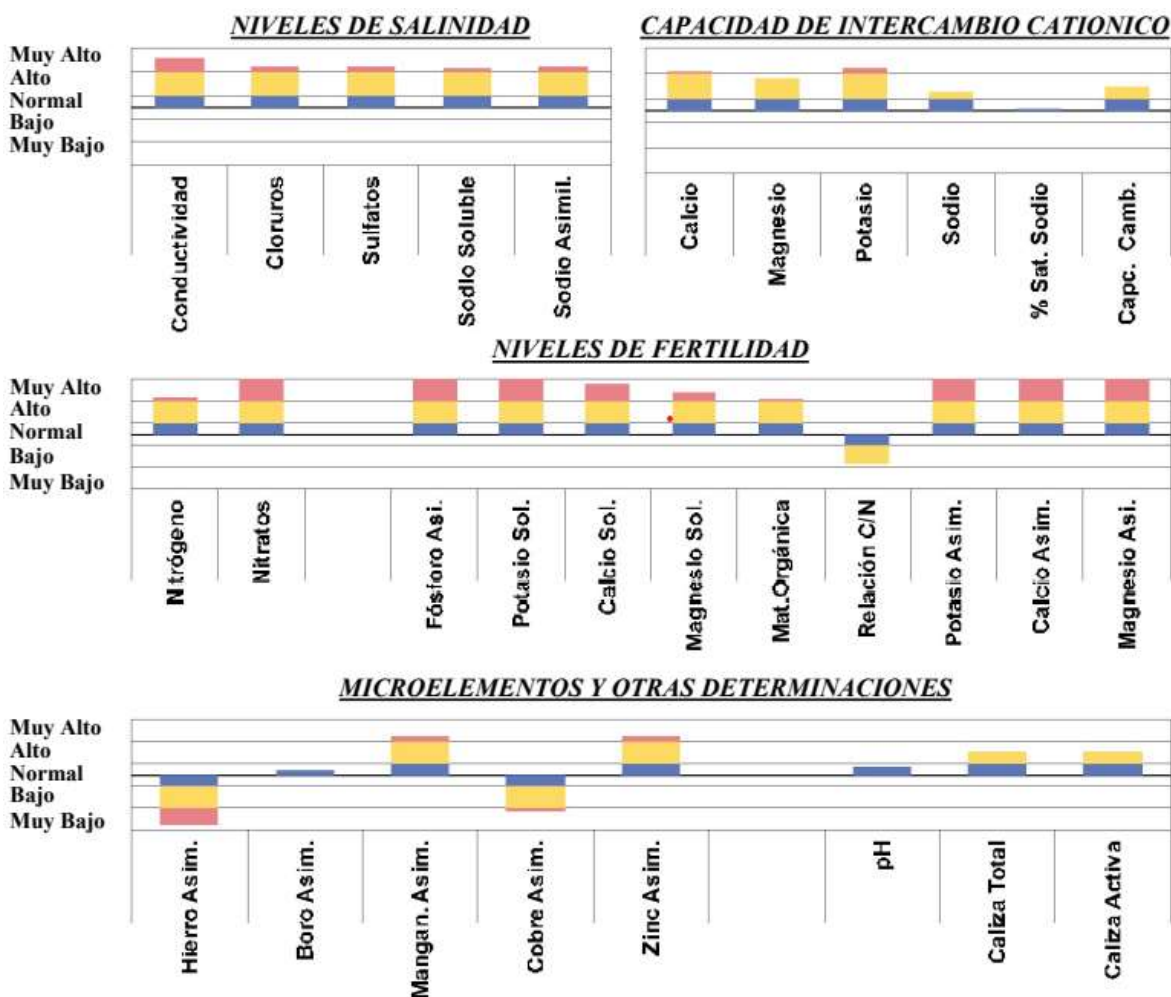 NIVELES DE SALINIDAD
CAPACIDAD DE INTERCAMBIO CATIONICO
Muy Alto
Alto
Normal
Bajo
Muy Bajo
Conductividad
Cloruros
Sulfatos
Sodio Soluble
Sodio Asimil.
Calcio
Magnesio
Potasio
Sodio
% Sat. Sodio
Capc. Camb.
NIVELES DE FERTILIDAD
Muy Alto
Alto
Normal
Bajo
Muy Bajo
Nitrógeno
Nitratos
Fósforo Asi.
Potasio Sol.
Calcio Sol.
Magnesio Sol.
Mat.Orgánica
Relación C/N
Potasio Asim.
Calcio Asim.
Magnesio Asi.
MICROELEMENTOS Y OTRAS DETERMINACIONES
Muy Alto
Alto
Normal
Bajo
Muy Bajo
Hierro Asim.
Boro Asim.
Mangan. Asim.
Cobre Asim.
Zinc Asim.
pH
Caliza Total
Caliza Activa